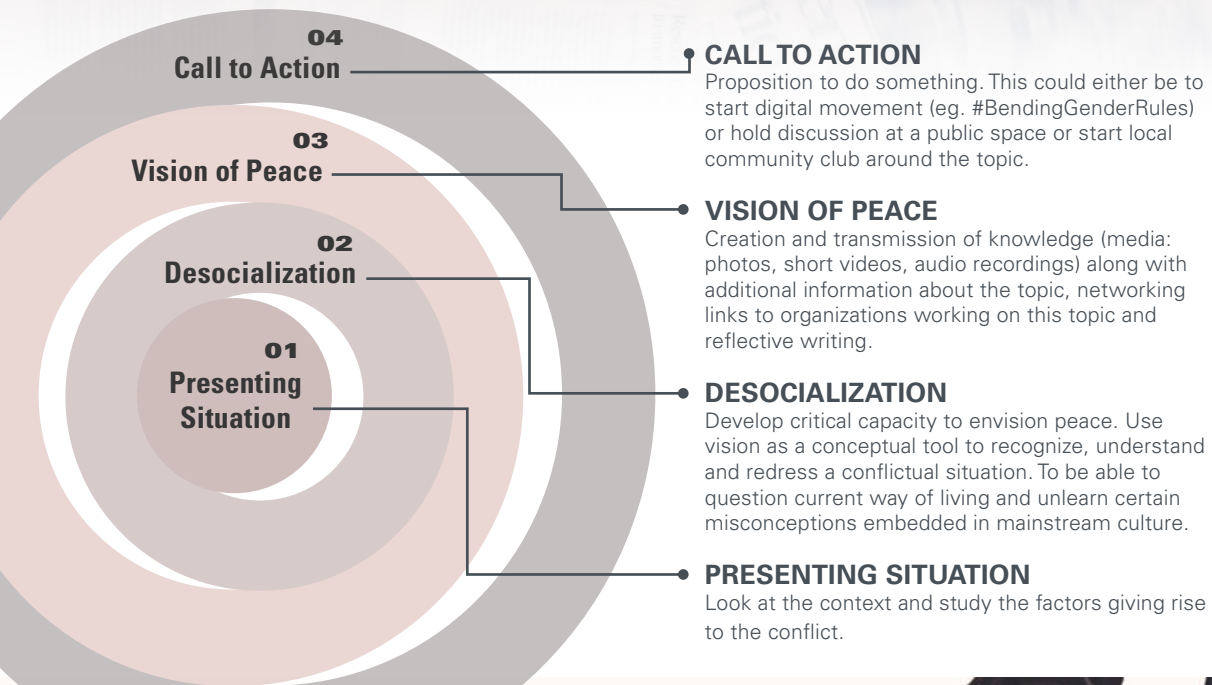 04
Call to Action
03
Vision of Peace
02
Desocialization
01
Presenting
Situation
CALL TO ACTION
Proposition to do something. This could either be to
start digital movement (eg. #BendingGenderRules)
or hold discussion at a public space or start local
community club around the topic.
VISION OF PEACE
Creation and transmission of knowledge (media:
photos, short videos, audio recordings) along with
additional information about the topic, networking
links to organizations working on this topic and
reflective writing.
DESOCIALIZATION
Develop critical capacity to envision peace. Use
vision as a conceptual tool to recognize, understand
and redress a conflictual situation. To be able to
question current way of living and unlearn certain
misconceptions embedded in mainstream culture.
PRESENTING SITUATION
Look at the context and study the factors giving rise
to the conflict.